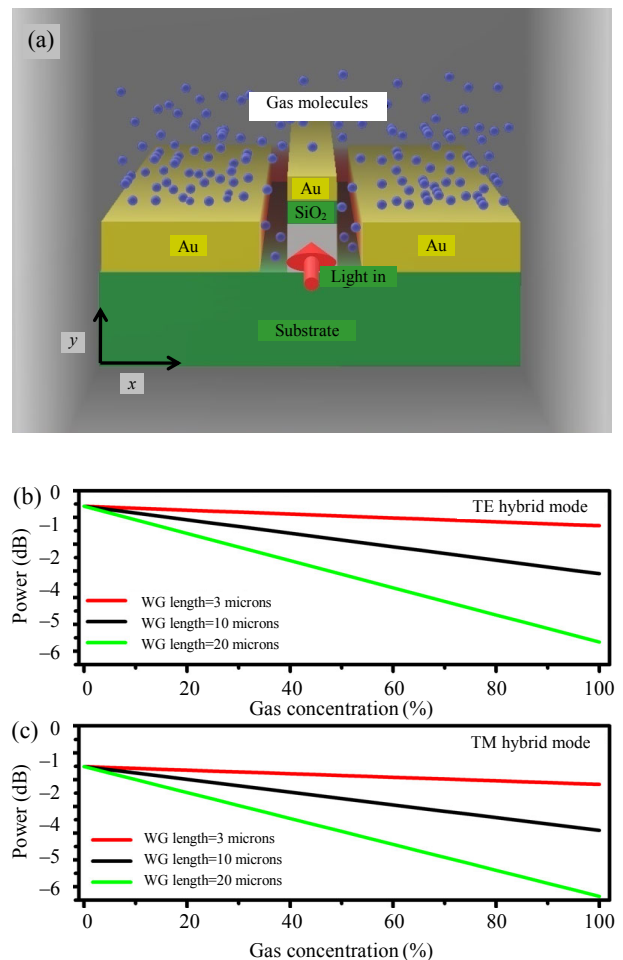 (a)
Gas molecules
Au
SiO₂
Au
Au
Light in
Substrate
y
x
(b)
0
TE hybrid mode
–1
–2
–4
–5
–6
Power (dB)
WG length=3 microns
WG length=10 microns
WG length=20 microns
0 20 40 60 80 100
Gas concentration (%)
(c)
0
TM hybrid mode
–1
–2
–4
–5
–6
Power (dB)
WG length=3 microns
WG length=10 microns
WG length=20 microns
0 20 40 60 80 100
Gas concentration (%)